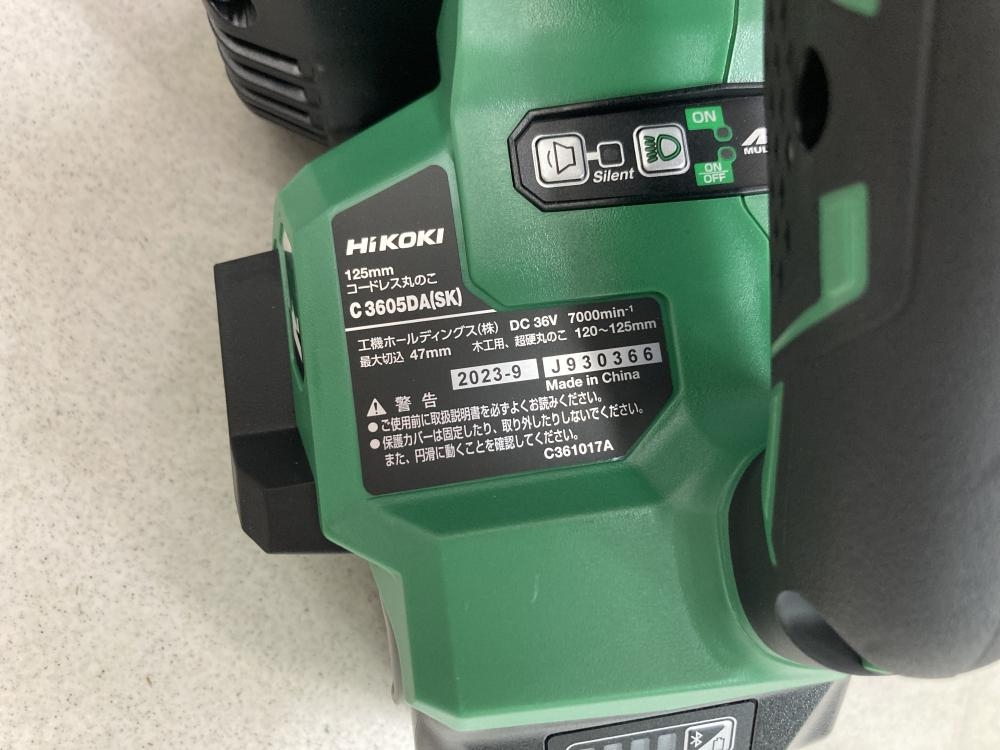 ON
Silent
ON
OFF
HiKOKI
125mm
コードレス丸のこ
C 3605DA(SK)
工機ホールディングス(株) DC 36V 7000min⁻¹
最大切込 47mm 木工用、超硬丸のこ 120〜125mm
2023-9 J930366
Made in China
警告
●ご使用前に取扱説明書を必ずよくお読みください。
●保護カバーは固定したり、取り外したりしないでください。
また、円滑に動くことを確認してください。
C361017A